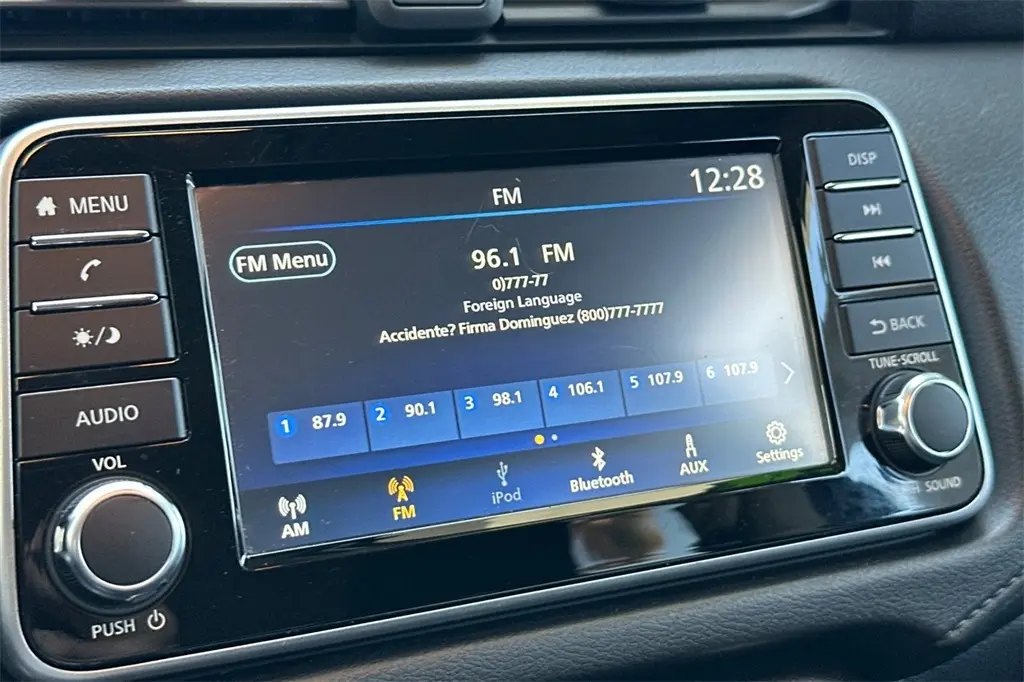 FM
12:28
FM Menu
96.1 FM
0)777-77
Foreign Language
Accidente? Firma Dominguez (800)777-7777
1 87.9
2 90.1
3 98.1
4 106.1
5 107.9
6 107.9
AM
FM
iPod
Bluetooth
AUX
Settings
MENU
AUDIO
VOL
PUSH
DISP
BACK
TUNE·SCROLL
SOUND